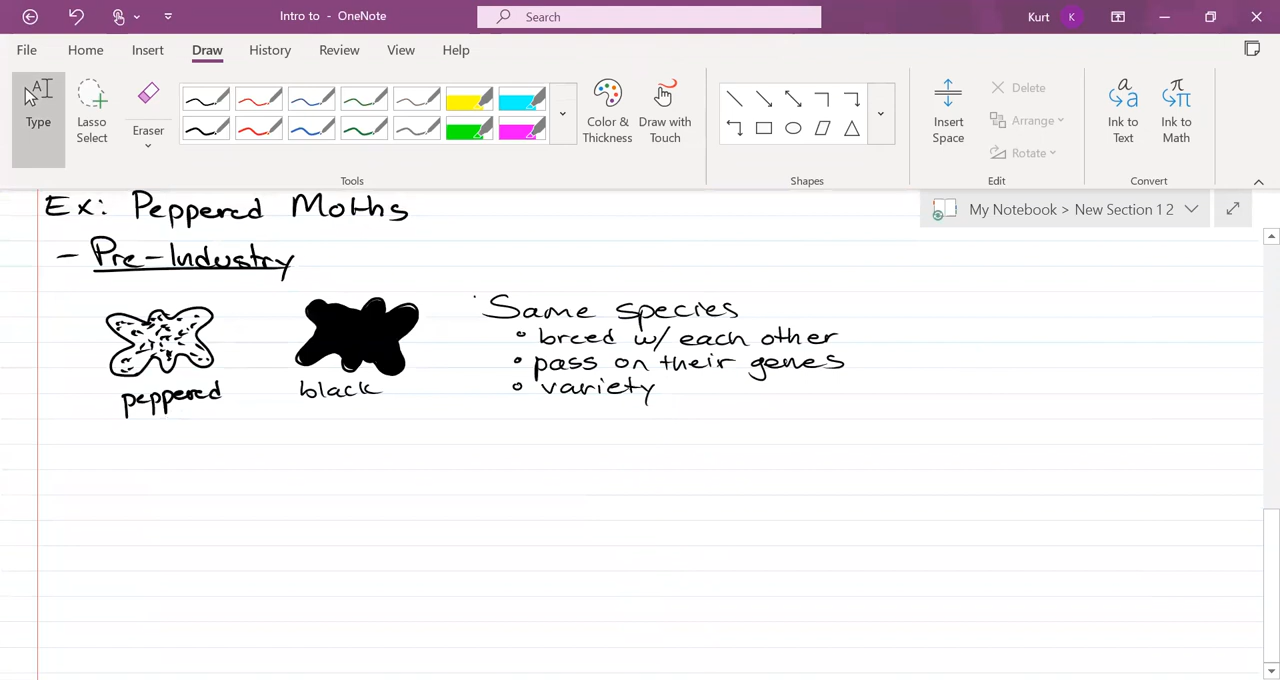 Intro to - OneNote
Search
Kurt K
File Home Insert Draw History Review View Help
Type
Lasso Select
Eraser
Color & Thickness
Draw with Touch
Insert Space
Delete
Arrange
Rotate
Ink to Text
Ink to Math
Tools Shapes Edit Convert
My Notebook > New Section 1 2
Ex: Peppered Moths
- Pre-Industry
Same species
• breed w/ each other
• pass on their genes
• variety
peppered
black